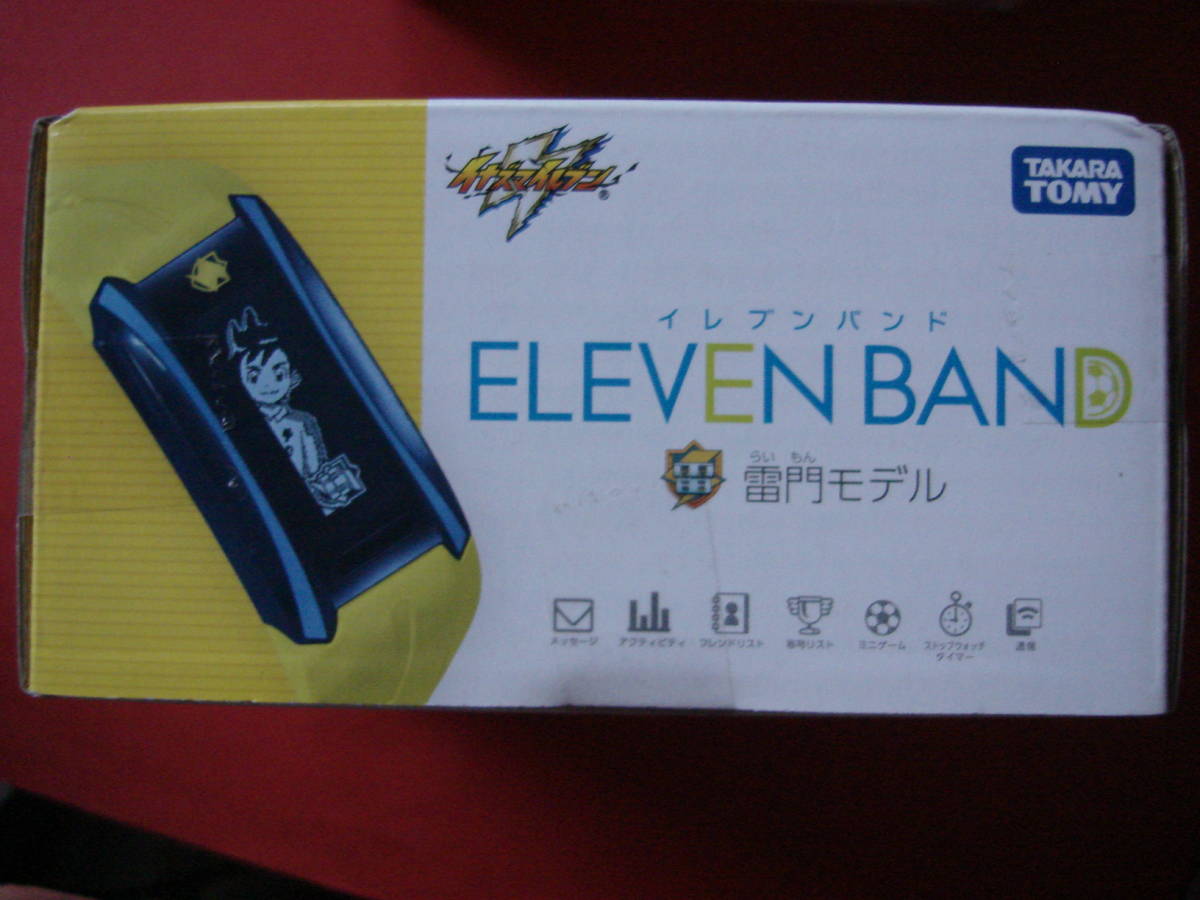 イナズマイレブン®
TAKARA
TOMY
イレブンバンド
ELEVEN BAND
らいもん
雷門モデル
メッセージ
アクティビティ
フレンドリスト
称号リスト
ミニゲーム
ストップウォッチ
タイマー
通信